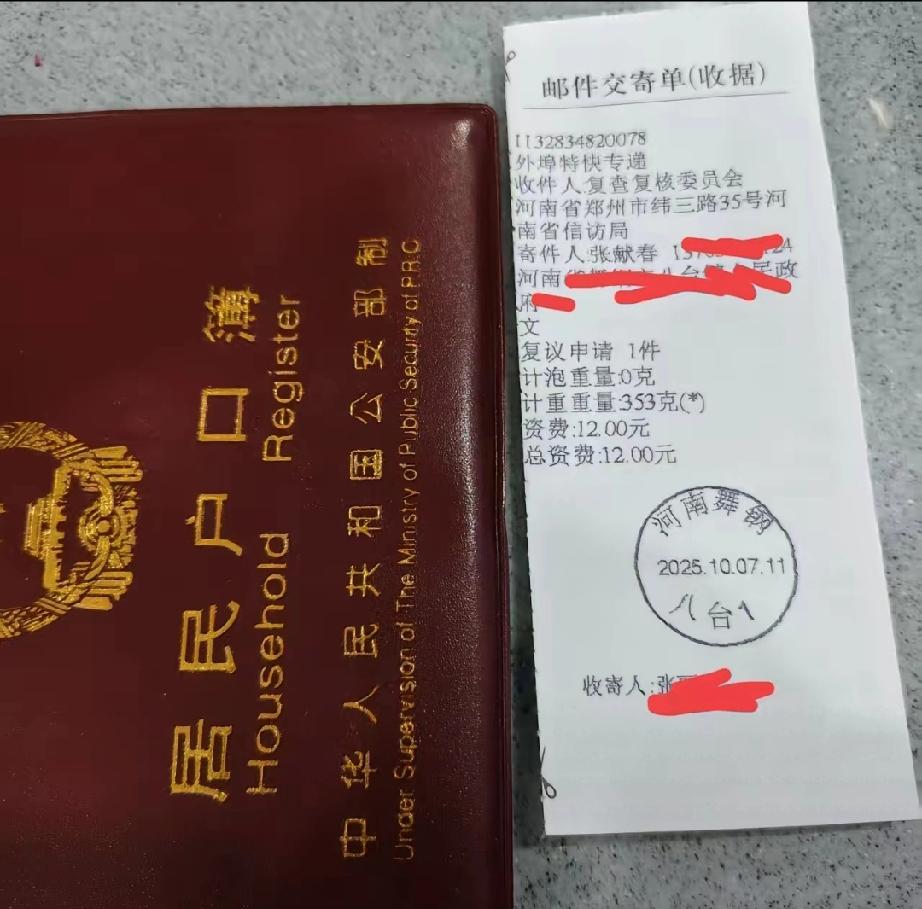 居民户口簿
Household Register
中华人民共和国公安部制
Under Supervision of The Ministry of Public Security of P.R.C
邮件交寄单(收据)
1132834820078
外埠特快专递
收件人:复查复核委员会
河南省郑州市纬三路35号河
南省信访局
寄件人:张献春
河南
文
复议申请 1件
计泡重量:0克
计重重量:353克(*)
资费:12.00元
总资费:12.00元
河南舞钢
2025.10.07.11
八台1
收寄人:张